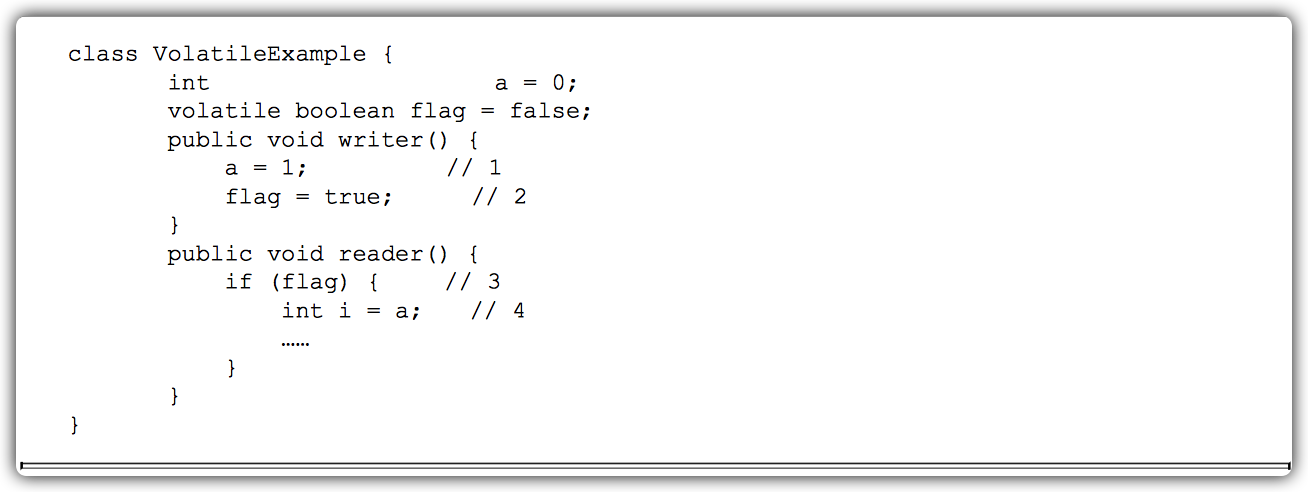 class VolatileExample {
int a = 0;
volatile boolean flag = false;
public void writer() {
a = 1; // 1
flag = true; // 2
}
public void reader() {
if (flag) { // 3
int i = a; // 4
……
}
}
}